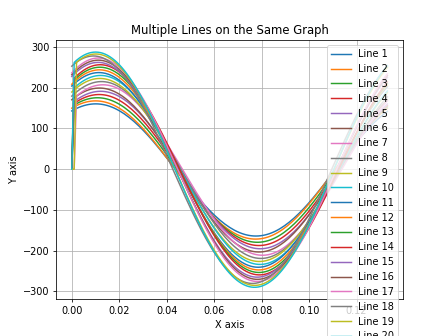 Multiple Lines on the Same Graph
300
200
100
0
−100
−200
−300
Y axis
0.00
0.02
0.04
0.06
0.08
0.10
X axis
Line 1
Line 2
Line 3
Line 4
Line 5
Line 6
Line 7
Line 8
Line 9
Line 10
Line 11
Line 12
Line 13
Line 14
Line 15
Line 16
Line 17
Line 18
Line 19
Line 20